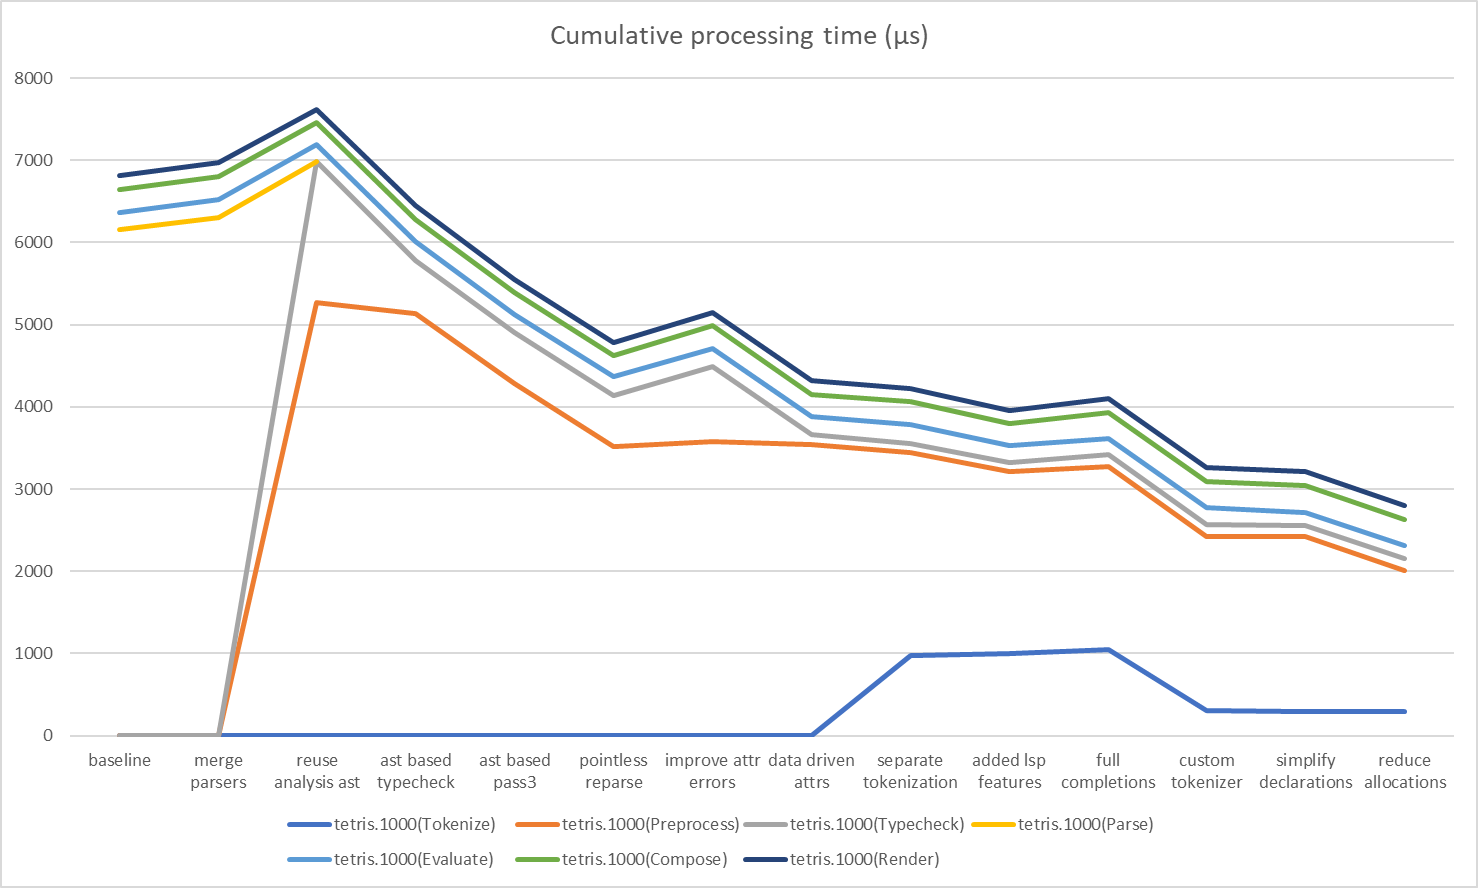 Cumulative processing time (µs)
8000
7000
6000
5000
4000
3000
2000
1000
0
baseline
merge
parsers
reuse
analysis ast
ast based
typecheck
ast based
pass3
pointless
reparse
improve attr
errors
data driven
attrs
separate
tokenization
added lsp
features
full
completions
custom
tokenizer
simplify
declarations
reduce
allocations
tetris.1000(Tokenize) tetris.1000(Preprocess) tetris.1000(Typecheck) tetris.1000(Parse)
tetris.1000(Evaluate) tetris.1000(Compose) tetris.1000(Render)